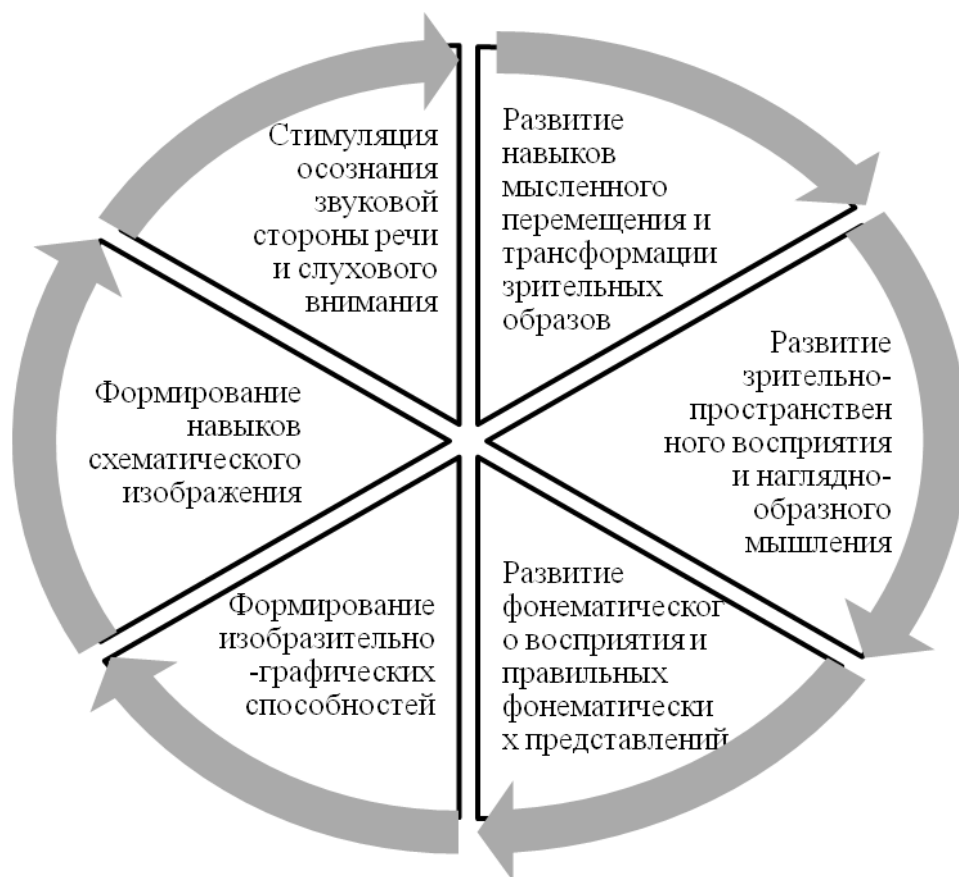 Стимуляция
осознания
звуковой
стороны речи
и слухового
внимания
Развитие
навыков
мысленного
перемещения и
трансформации
зрительных
образов
Развитие
зрительно-
пространствен
ного восприятия
и наглядно-
образного
мышления
Развитие
фонематическог
о восприятия и
правильных
фонематически
х представлений
Формирование
изобразительно
-графических
способностей
Формирование
навыков
схематического
изображения